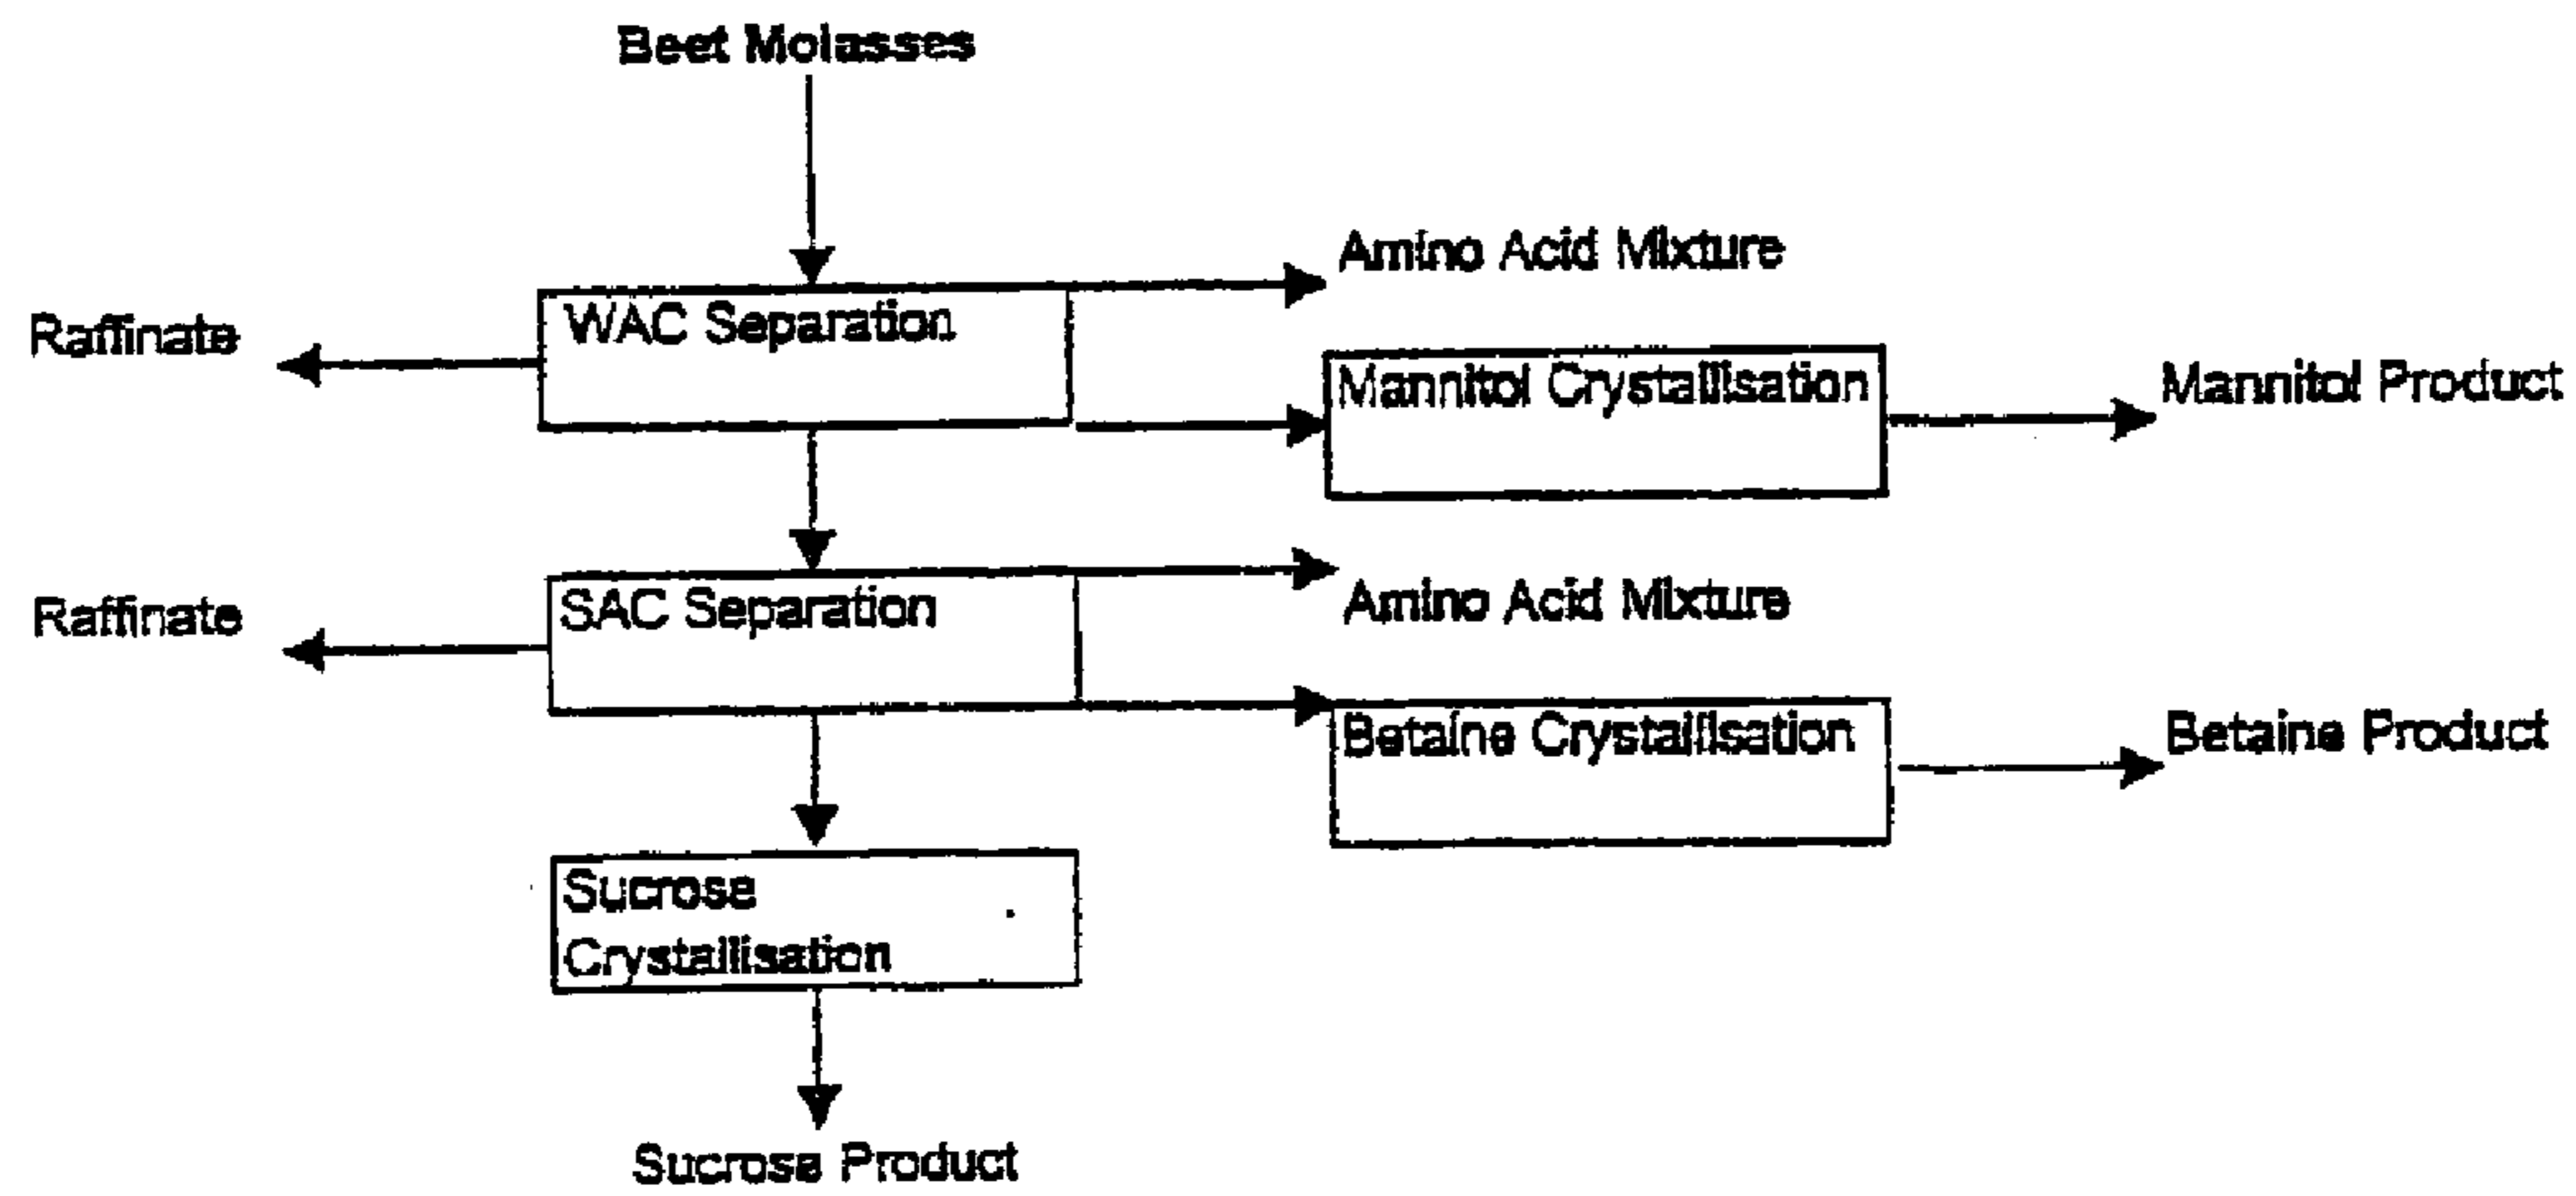 Beet Molasses
Amino Acid Mixture
Raffinate
WAC Separation
Mannitol Crystallisation
Mannitol Product
Raffinate
SAC Separation
Amino Acid Mixture
Betaine Crystallisation
Betaine Product
Sucrose
Crystallisation
Sucrose Product